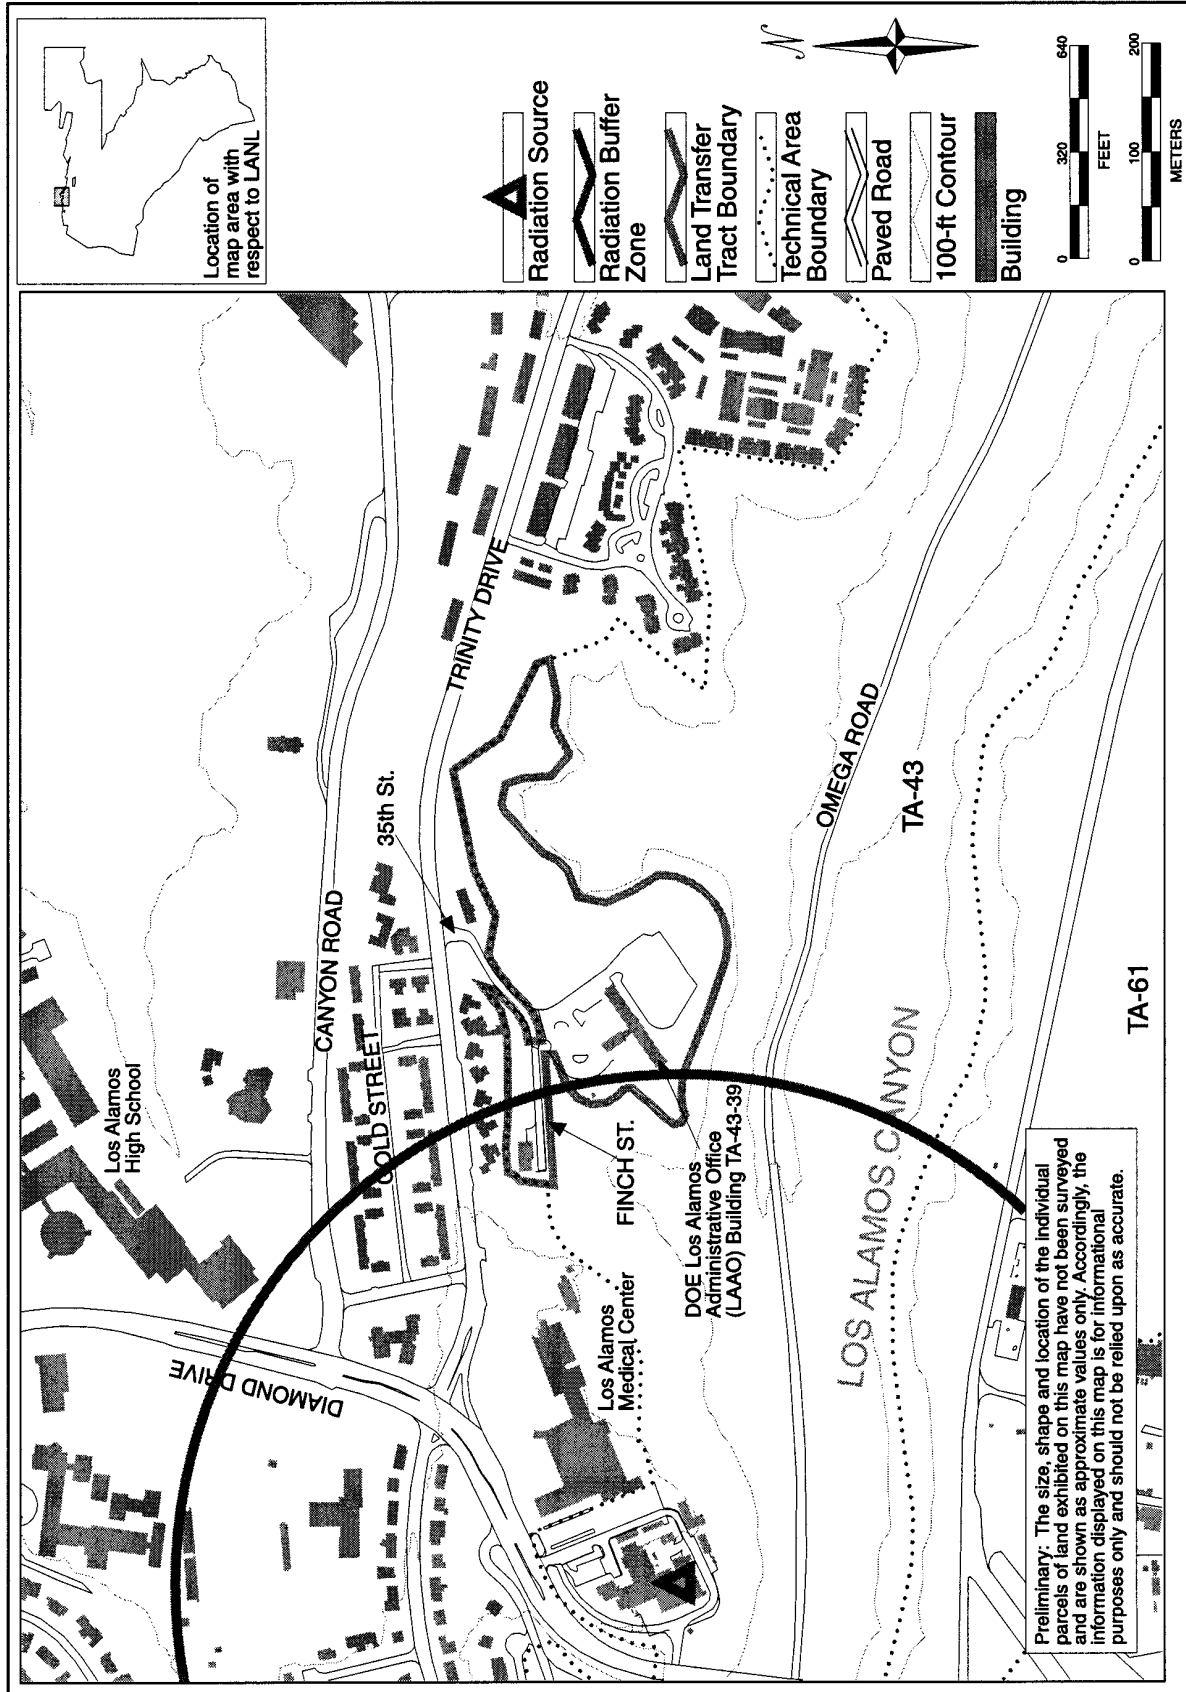 Location of
map area with
respect to LANL
N
Radiation Source
Radiation Buffer
Zone
Land Transfer
Tract Boundary
Technical Area
Boundary
Paved Road
100-ft Contour
Building
0 320 640
FEET
0 100 200
METERS
Los Alamos
High School
CANYON ROAD
GOLD STREET
35th St.
TRINITY DRIVE
DIAMOND DRIVE
FINCH ST.
Los Alamos
Medical Center
DOE Los Alamos
Administrative Office
(LAAO) Building TA-43-39
OMEGA ROAD
TA-43
LOS ALAMOS CANYON
TA-61
Preliminary: The size, shape and location of the individual
parcels of land exhibited on this map have not been surveyed
and are shown as approximate values only. Accordingly, the
information displayed on this map is for informational
purposes only and should not be relied upon as accurate.